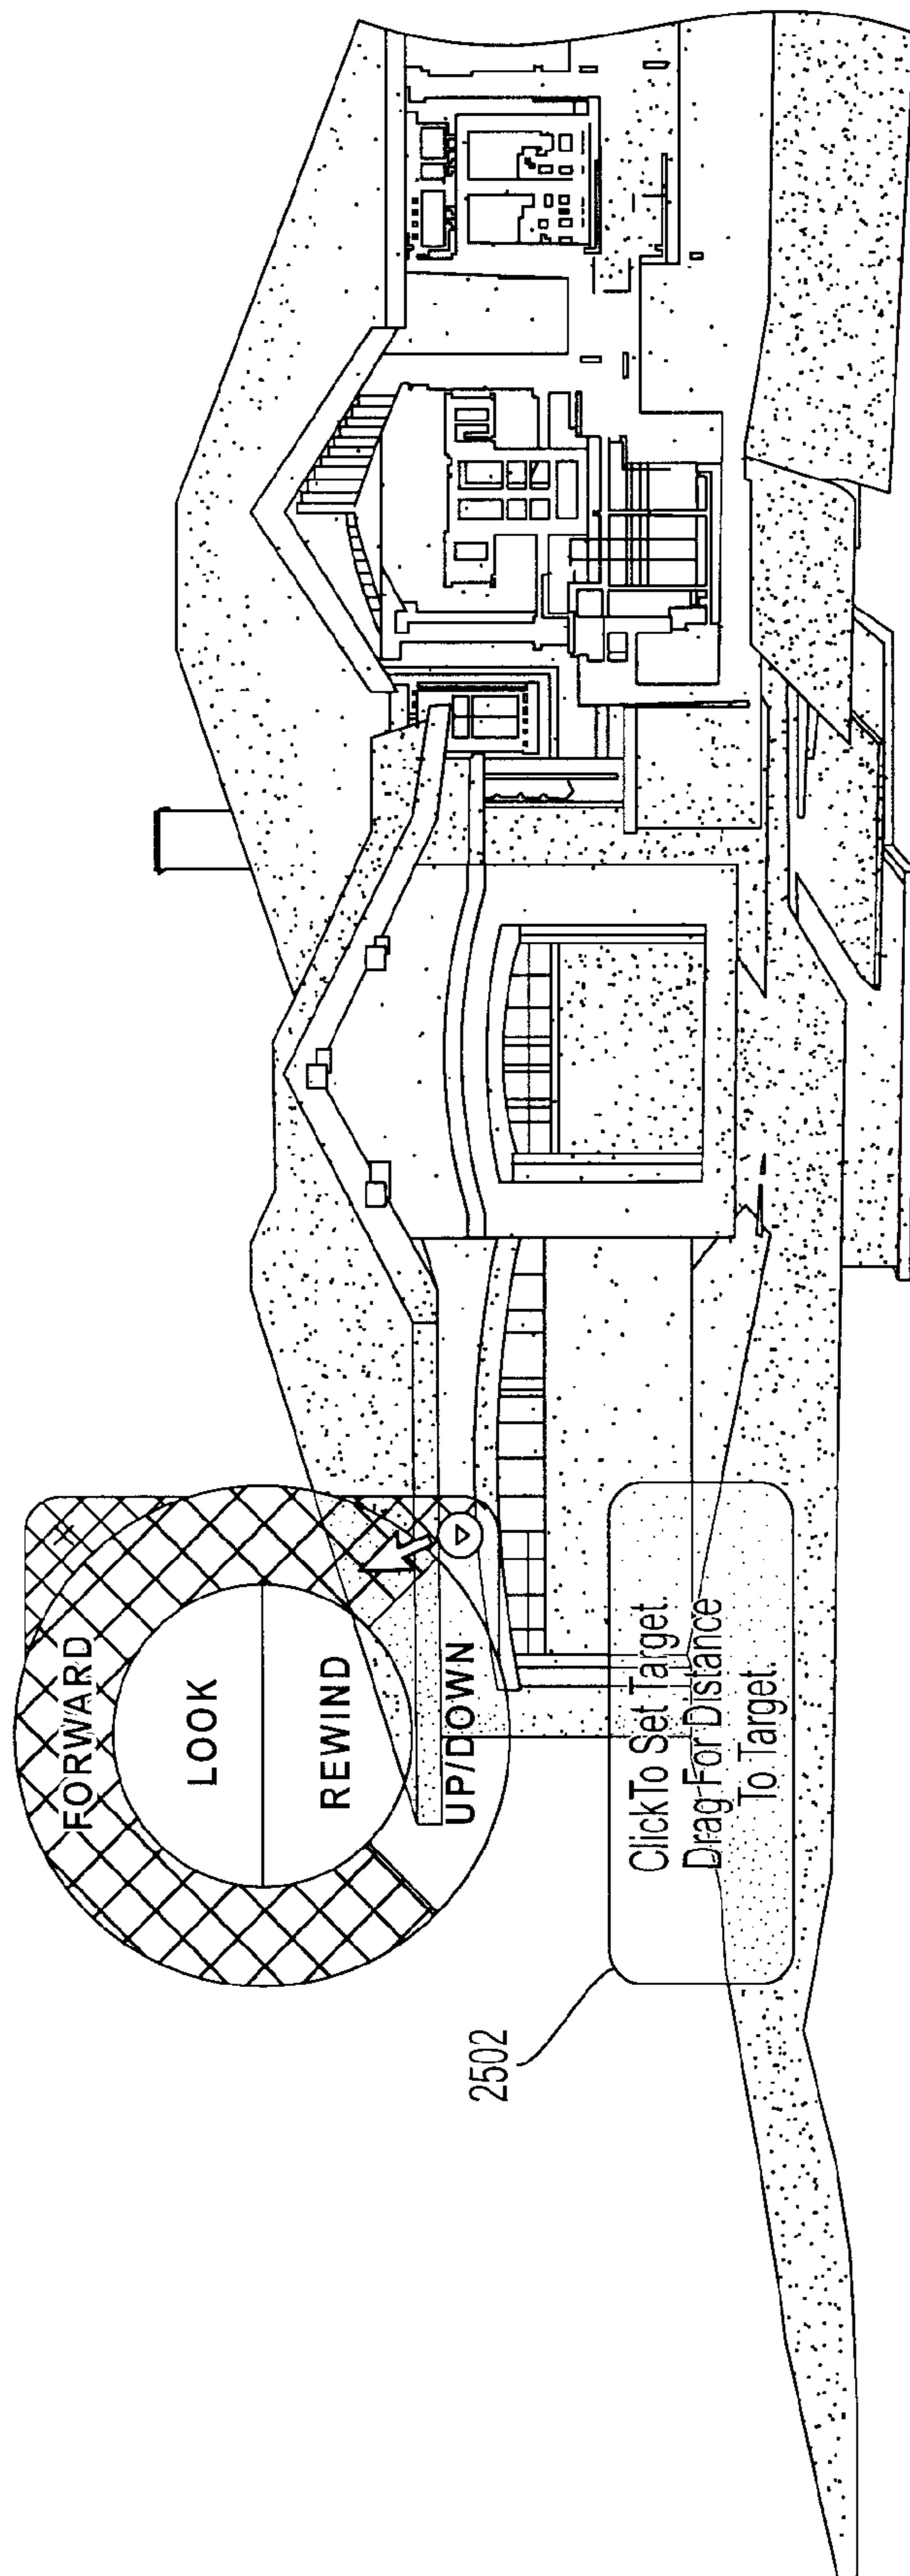 FORWARD
LOOK
REWIND
UP/DOWN
ClickTo Set Target.
Drag For Distance
To Target.
2502